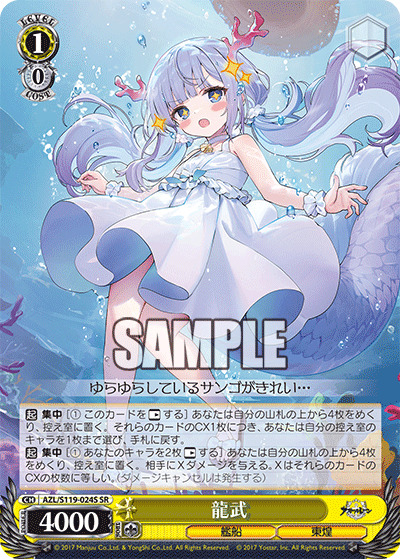 LEVEL
1
0
COST
SAMPLE
ゆらゆらしているサンゴがきれい…
起 集中 [① このカードを する] あなたは自分の山札の上から4枚をめく
り、控え室に置く。それらのカードのCX1枚につき、あなたは自分の控え室の
キャラを1枚まで選び、手札に戻す。
起 集中 [① あなたのキャラを2枚 する] あなたは自分の山札の上から4枚
をめくり、控え室に置く。相手にXダメージを与える。Xはそれらのカードの
CXの枚数に等しい。(ダメージキャンセルは発生する)
CH AZL/S119-024S SR
龍武
4000
艦船 東煌
アズールレーン
© 2017 Manjuu Co.,Ltd. & YongShi Co.,Ltd. All Rights Reserved. © 2017 Yostar, Inc. All Rights Reserved.